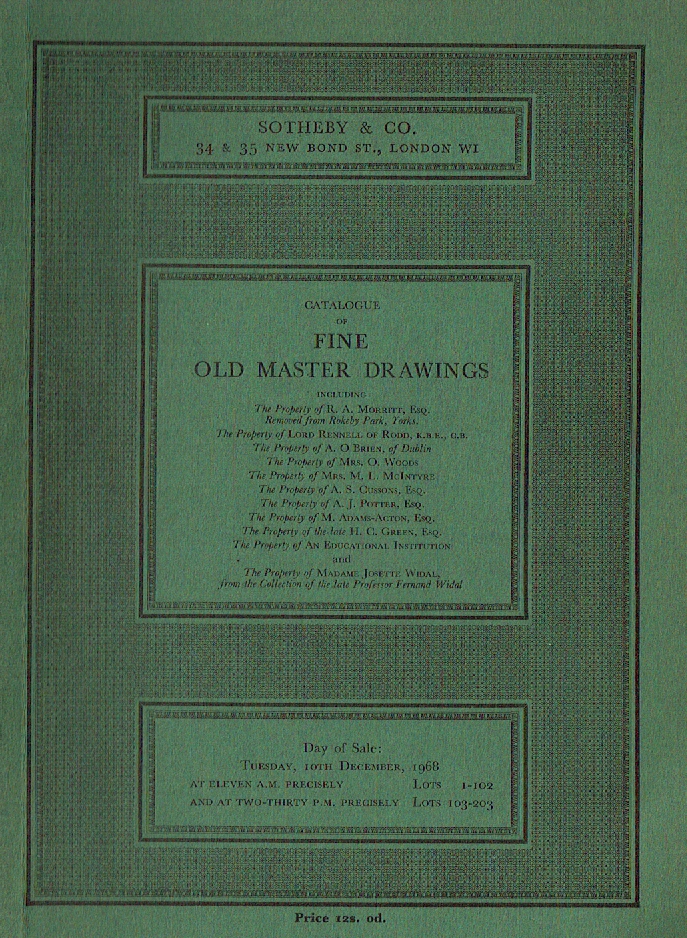 SOTHEBY & CO.
34 & 35 NEW BOND ST., LONDON W1
CATALOGUE
OF
FINE
OLD MASTER DRAWINGS
INCLUDING
The Property of R. A. MORRITT, ESQ.
Removed from Rokeby Park, Yorks.
The Property of LORD RENNELL OF RODD, K.B.E., C.B.
The Property of A. O'BRIEN, of Dublin
The Property of MRS. O. WOODS
The Property of MRS. M. L. MCINTYRE
The Property of A. S. CUSSONS, ESQ.
The Property of A. J. POTTER, ESQ.
The Property of M. ADAMS-ACTON, ESQ.
The Property of the late H. C. GREEN, ESQ.
The Property of AN EDUCATIONAL INSTITUTION
and
The Property of MADAME JOSETTE WIDAL,
from the Collection of the late Professor Fernand Widal
Day of Sale:
TUESDAY, 10TH DECEMBER, 1968
AT ELEVEN A.M. PRECISELY LOTS 1-102
AND AT TWO-THIRTY P.M. PRECISELY LOTS 103-203
Price 12s. 0d.